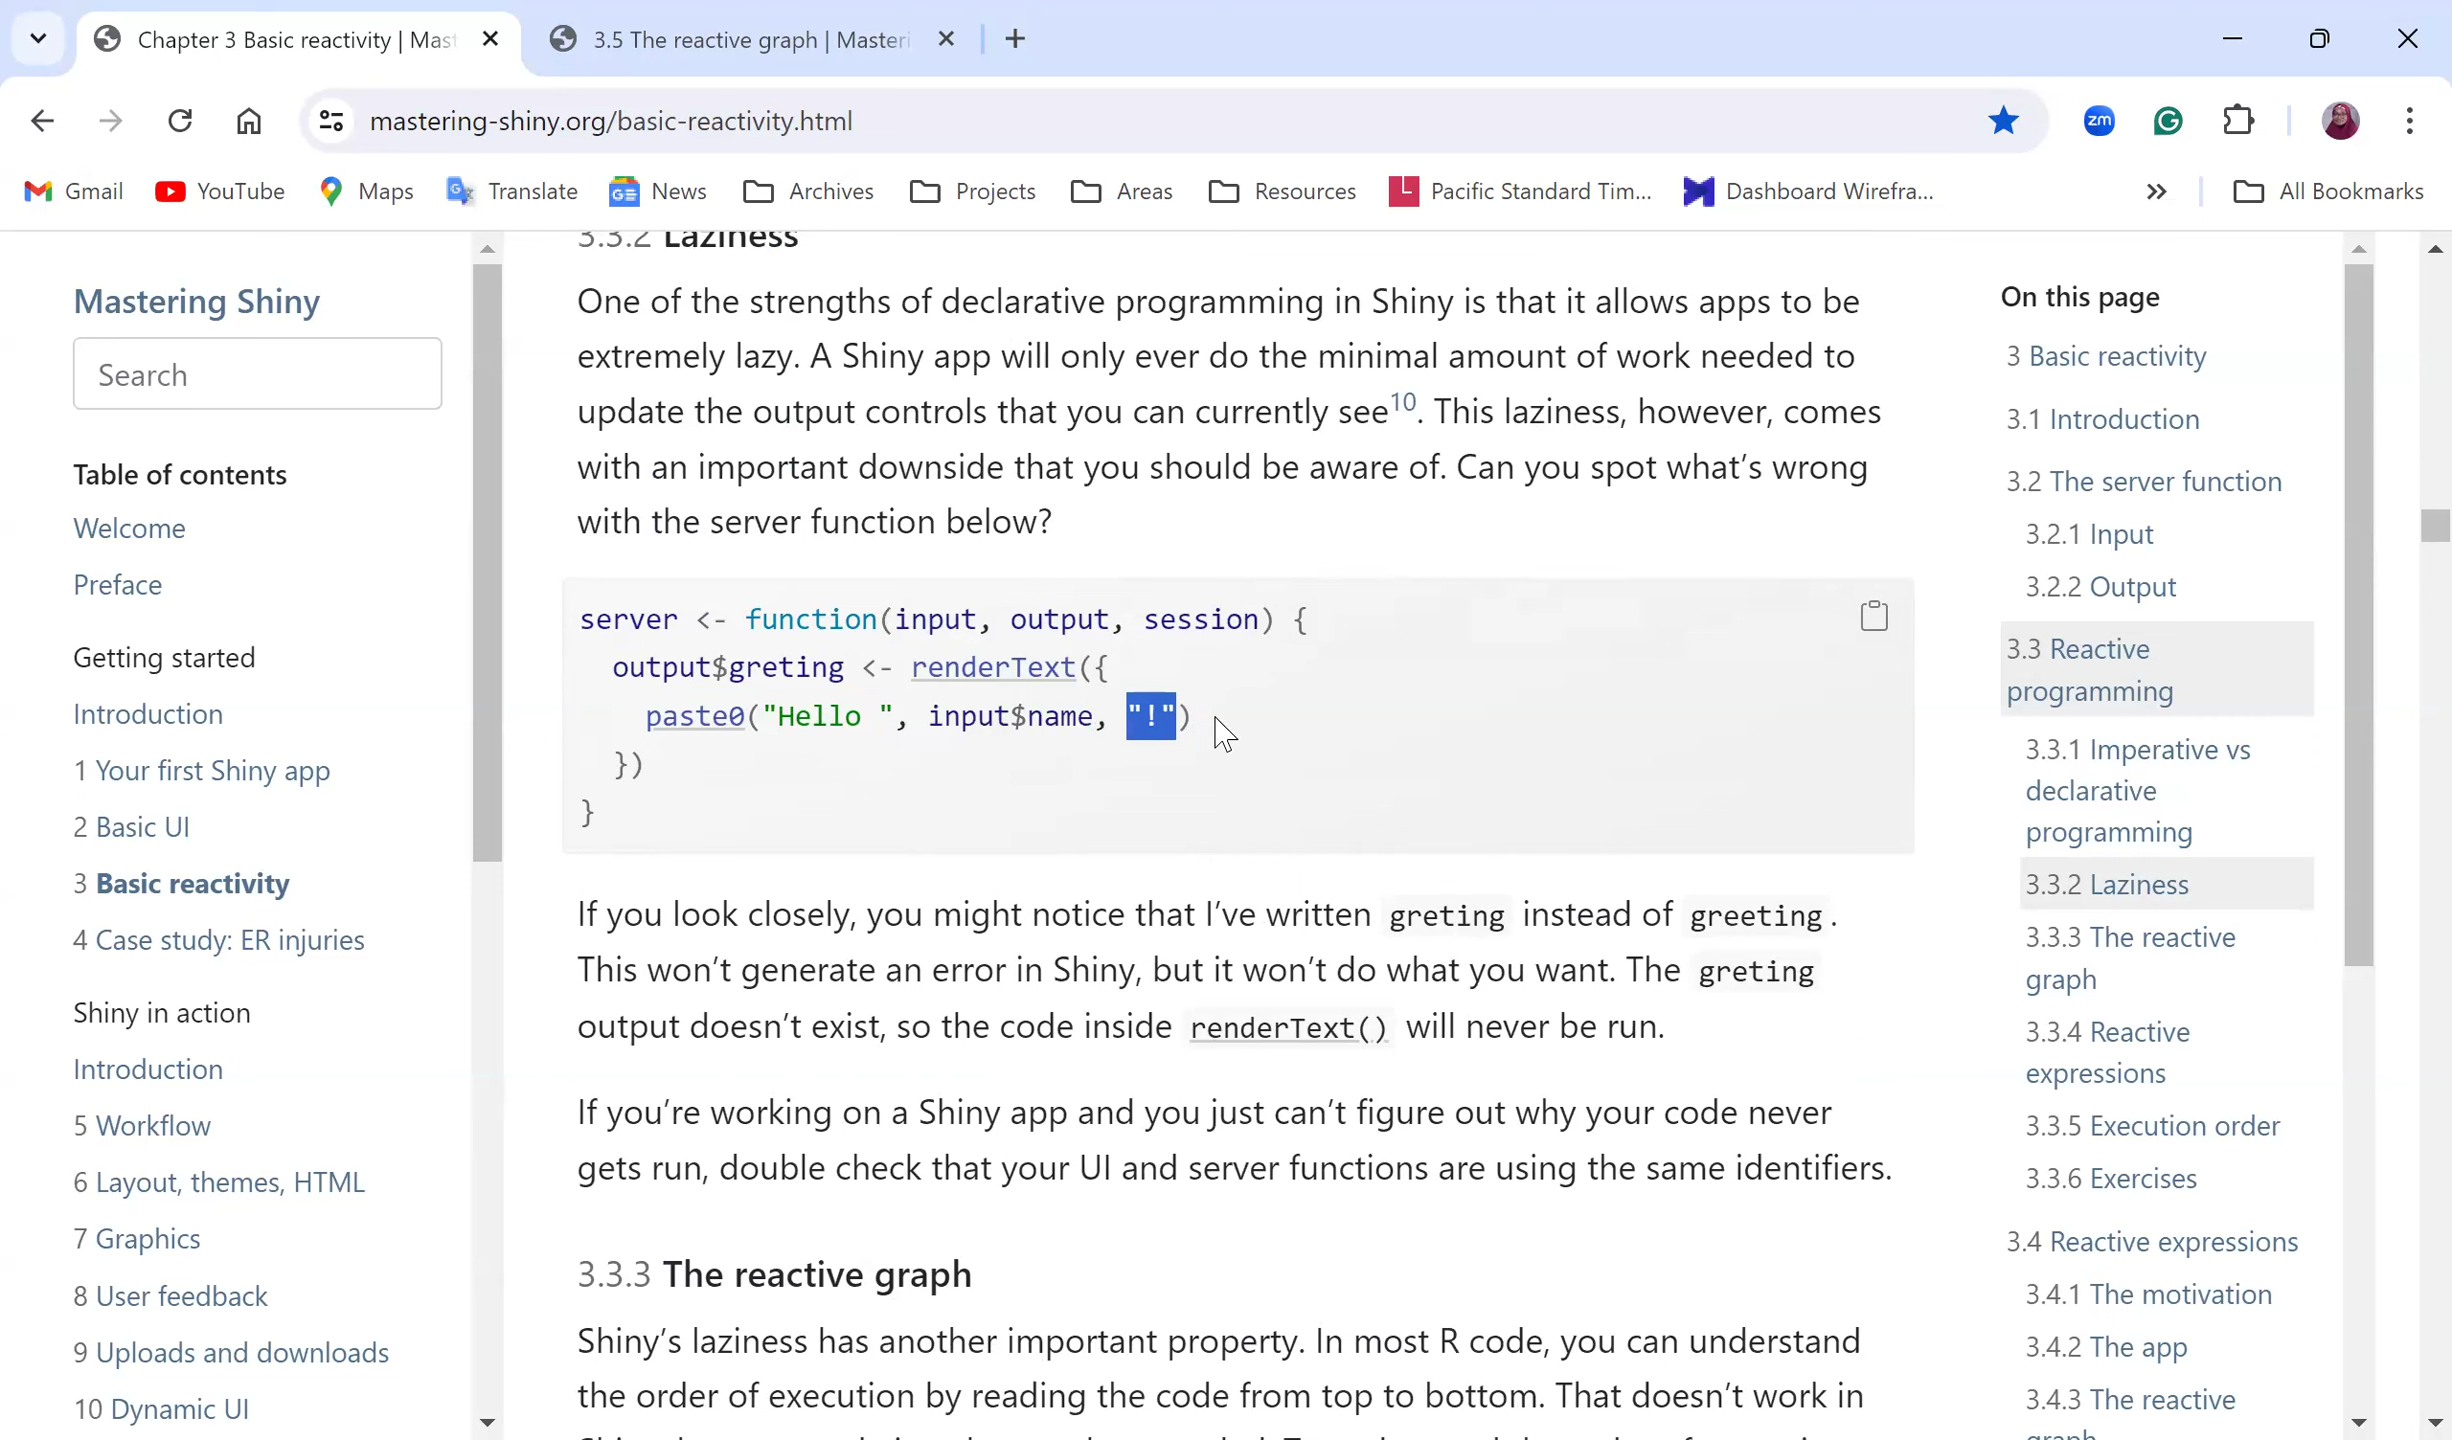 Chapter 3 Basic reactivity | Mast
3.5 The reactive graph | Masteri
mastering-shiny.org/basic-reactivity.html
zm
Gmail
YouTube
Maps
Translate
News
Archives
Projects
Areas
Resources
Pacific Standard Tim...
Dashboard Wirefra...
All Bookmarks
Mastering Shiny
Search
Table of contents
Welcome
Preface
Getting started
Introduction
1 Your first Shiny app
2 Basic UI
3 Basic reactivity
4 Case study: ER injuries
Shiny in action
Introduction
5 Workflow
6 Layout, themes, HTML
7 Graphics
8 User feedback
9 Uploads and downloads
10 Dynamic UI
3.3.2 Laziness
One of the strengths of declarative programming in Shiny is that it allows apps to be
extremely lazy. A Shiny app will only ever do the minimal amount of work needed to
update the output controls that you can currently see10. This laziness, however, comes
with an important downside that you should be aware of. Can you spot what's wrong
with the server function below?
server <- function(input, output, session) {
output$greting <- renderText({
paste0("Hello ", input$name, "!")
})
}
If you look closely, you might notice that I've written greting instead of greeting.
This won't generate an error in Shiny, but it won't do what you want. The greting
output doesn't exist, so the code inside renderText() will never be run.
If you're working on a Shiny app and you just can't figure out why your code never
gets run, double check that your UI and server functions are using the same identifiers.
3.3.3 The reactive graph
Shiny's laziness has another important property. In most R code, you can understand
the order of execution by reading the code from top to bottom. That doesn't work in
On this page
3 Basic reactivity
3.1 Introduction
3.2 The server function
3.2.1 Input
3.2.2 Output
3.3 Reactive
programming
3.3.1 Imperative vs
declarative
programming
3.3.2 Laziness
3.3.3 The reactive
graph
3.3.4 Reactive
expressions
3.3.5 Execution order
3.3.6 Exercises
3.4 Reactive expressions
3.4.1 The motivation
3.4.2 The app
3.4.3 The reactive
graph